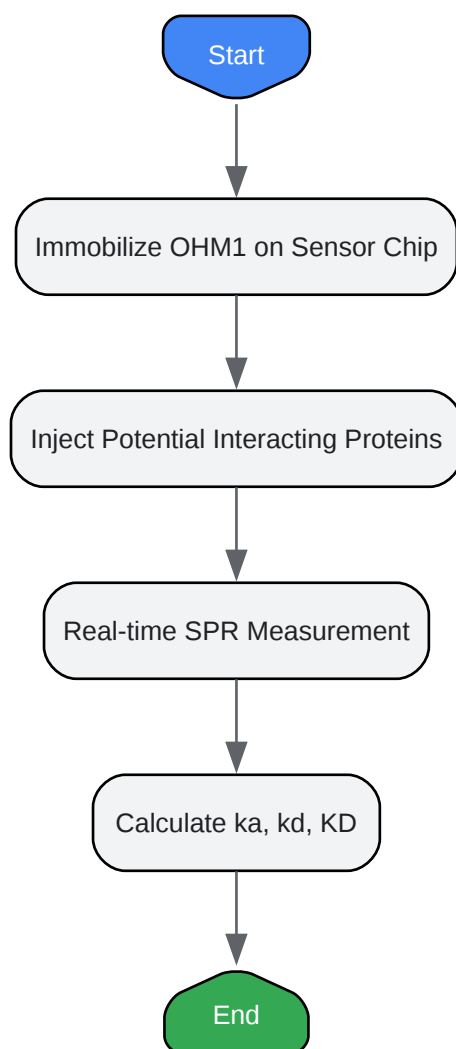 Start
Immobilize OHM1 on Sensor Chip
Inject Potential Interacting Proteins
Real-time SPR Measurement
Calculate ka, kd, KD
End